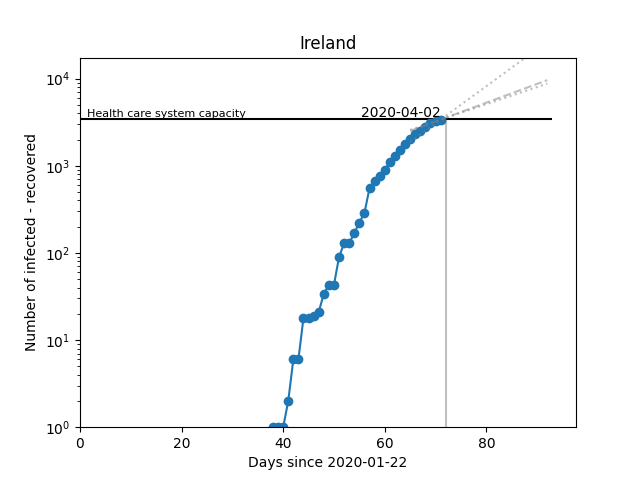 Ireland
Number of infected - recovered
10⁴
10³
10²
10¹
10⁰
Health care system capacity
2020-04-02
0 20 40 60 80
Days since 2020-01-22